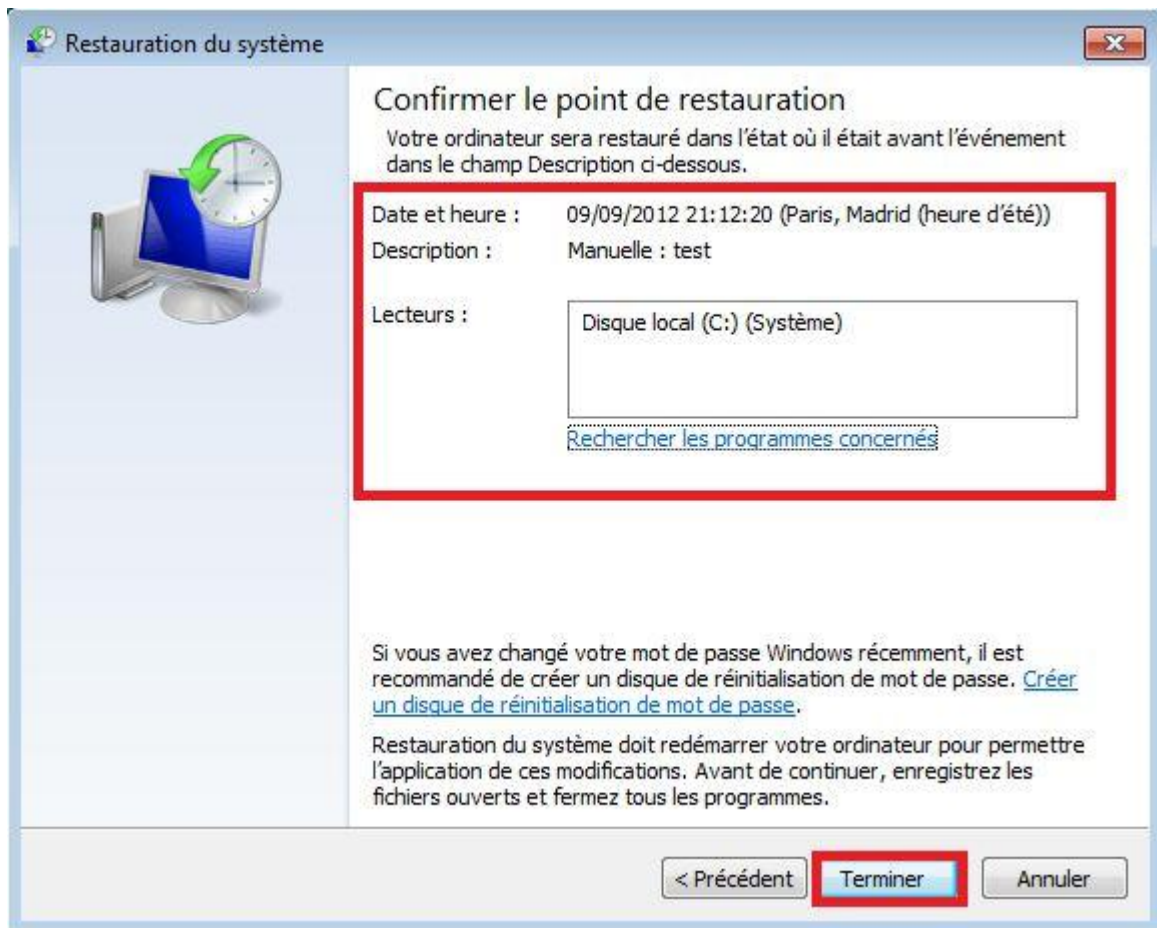 Restauration du système
Confirmer le point de restauration
Votre ordinateur sera restauré dans l'état où il était avant l'événement
dans le champ Description ci-dessous.
Date et heure : 09/09/2012 21:12:20 (Paris, Madrid (heure d'été))
Description : Manuelle : test
Lecteurs : Disque local (C:) (Système)
Rechercher les programmes concernés
Si vous avez changé votre mot de passe Windows récemment, il est
recommandé de créer un disque de réinitialisation de mot de passe. Créer
un disque de réinitialisation de mot de passe.
Restauration du système doit redémarrer votre ordinateur pour permettre
l'application de ces modifications. Avant de continuer, enregistrez les
fichiers ouverts et fermez tous les programmes.
< Précédent Terminer Annuler